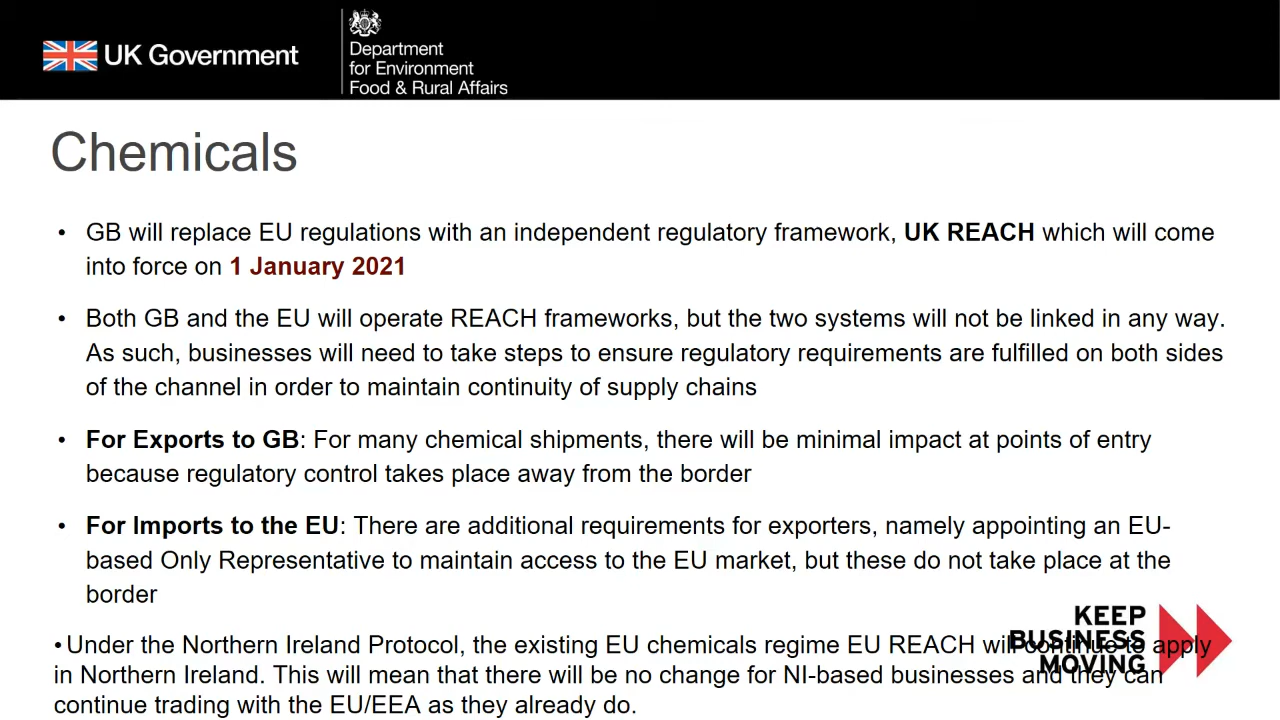 UK Government
Department
for Environment
Food & Rural Affairs
Chemicals
• GB will replace EU regulations with an independent regulatory framework, UK REACH which will come
into force on 1 January 2021
• Both GB and the EU will operate REACH frameworks, but the two systems will not be linked in any way.
As such, businesses will need to take steps to ensure regulatory requirements are fulfilled on both sides
of the channel in order to maintain continuity of supply chains
• For Exports to GB: For many chemical shipments, there will be minimal impact at points of entry
because regulatory control takes place away from the border
• For Imports to the EU: There are additional requirements for exporters, namely appointing an EU-
based Only Representative to maintain access to the EU market, but these do not take place at the
border
• Under the Northern Ireland Protocol, the existing EU chemicals regime EU REACH will continue to apply
in Northern Ireland. This will mean that there will be no change for NI-based businesses and they can
continue trading with the EU/EEA as they already do.
KEEP
BUSINESS
MOVING